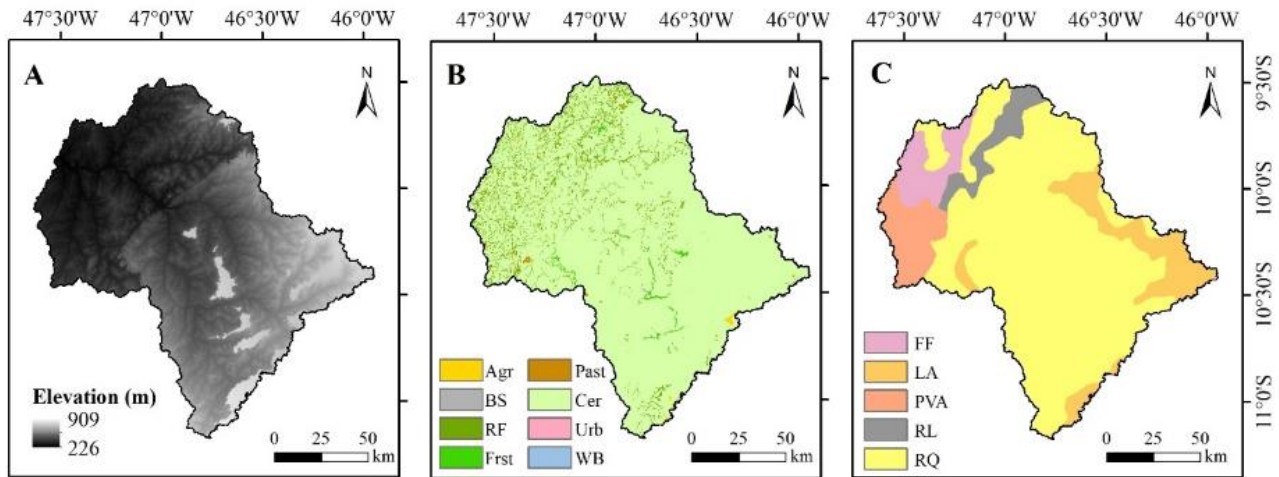 47°30'W 47°0'W 46°30'W 46°0'W 47°30'W 47°0'W 46°30'W 46°0'W 47°30'W 47°0'W 46°30'W 46°0'W
A N B N C N
9°30'S
10°0'S
10°30'S
11°0'S
Elevation (m)
909
226
0 25 50
km
Agr Past
BS Cer
RF Urb
Frst WB
0 25 50
km
FF
LA
PVA
RL
RQ
0 25 50
km